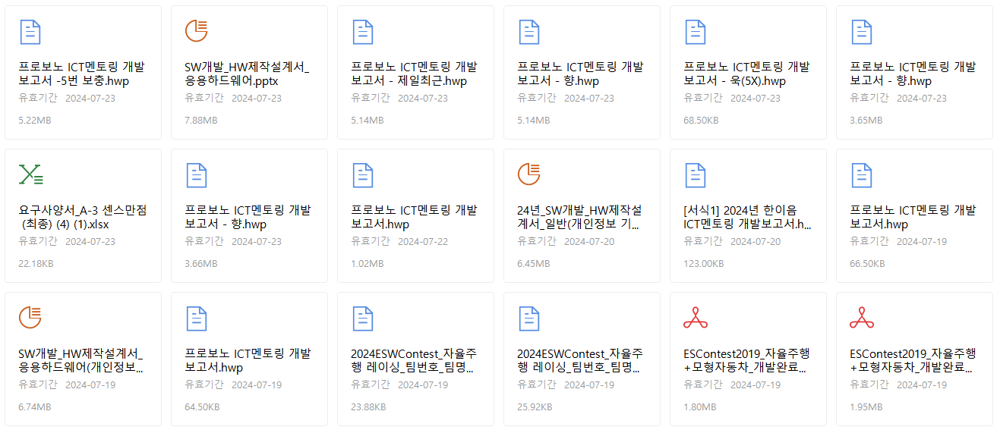 프로보노 ICT멘토링 개발
보고서 -5번 보충.hwp
유효기간 2024-07-23
5.22MB
SW개발_HW제작설계서_
응용하드웨어.pptx
유효기간 2024-07-23
7.88MB
프로보노 ICT멘토링 개발
보고서 - 제일최근.hwp
유효기간 2024-07-23
5.14MB
프로보노 ICT멘토링 개발
보고서 - 향.hwp
유효기간 2024-07-23
5.14MB
프로보노 ICT멘토링 개발
보고서 - 욱(5X).hwp
유효기간 2024-07-23
68.50KB
프로보노 ICT멘토링 개발
보고서 - 향.hwp
유효기간 2024-07-23
3.65MB
요구사양서_A-3 센스만점
(최종) (4) (1).xlsx
유효기간 2024-07-23
22.18KB
프로보노 ICT멘토링 개발
보고서 - 향.hwp
유효기간 2024-07-23
3.66MB
프로보노 ICT멘토링 개발
보고서.hwp
유효기간 2024-07-22
1.02MB
24년_SW개발_HW제작설
계서_일반(개인정보 기...
유효기간 2024-07-20
6.45MB
[서식1] 2024년 한이음
ICT멘토링 개발보고서.h...
유효기간 2024-07-20
123.00KB
프로보노 ICT멘토링 개발
보고서.hwp
유효기간 2024-07-19
66.50KB
SW개발_HW제작설계서_
응용하드웨어(개인정보...
유효기간 2024-07-19
6.74MB
프로보노 ICT멘토링 개발
보고서.hwp
유효기간 2024-07-19
64.50KB
2024ESWContest_자율주
행 레이싱_팀번호_팀명...
유효기간 2024-07-19
23.88KB
2024ESWContest_자율주
행 레이싱_팀번호_팀명...
유효기간 2024-07-19
25.92KB
ESContest2019_자율주행
+모형자동차_개발완료...
유효기간 2024-07-19
1.80MB
ESContest2019_자율주행
+모형자동차_개발완료...
유효기간 2024-07-19
1.95MB